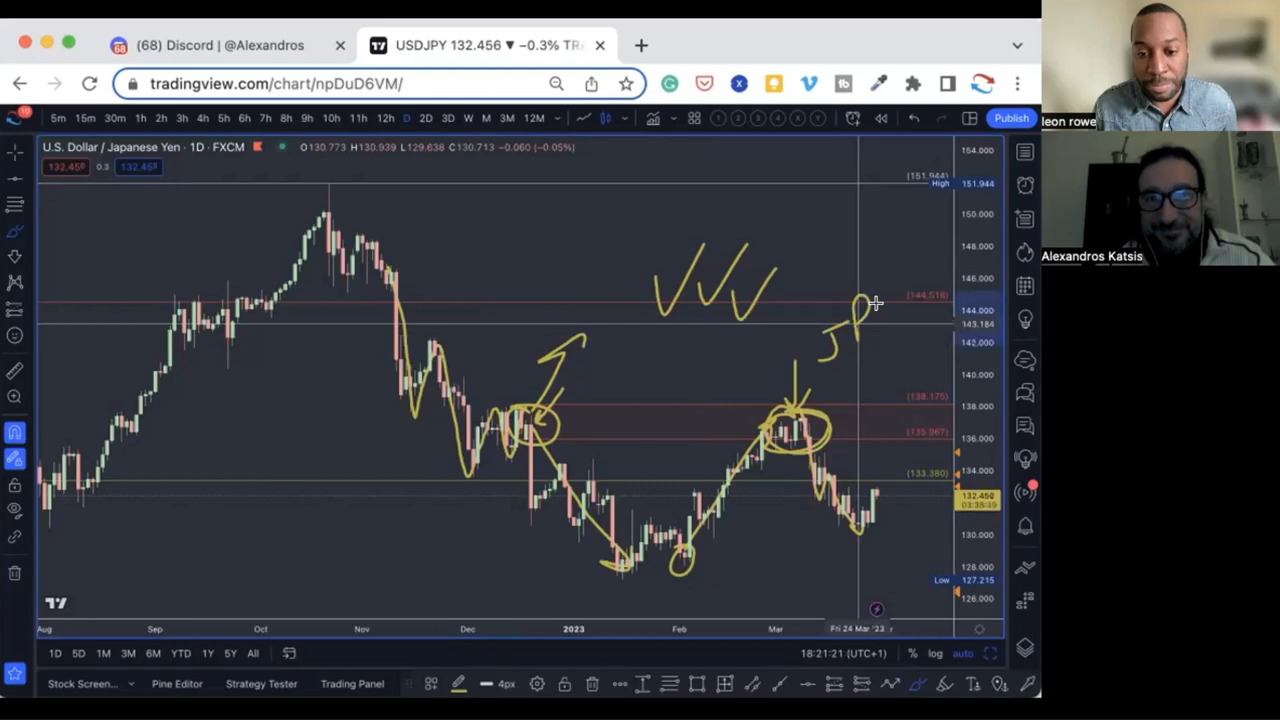 (68) Discord | @Alexandros
USDJPY 132.456 ▼ −0.3%
tradingview.com/chart/npDuD6VM/
leon rowe
5m 15m 30m 1h 2h 3h 4h 5h 6h 7h 8h 9h 10h 11h 12h D 2D 3D W M 3M 12M
Publish
U.S. Dollar / Japanese Yen · 1D · FXCM O130.773 H130.939 L129.638 C130.713 −0.060 (−0.05%)
132.450 0.3 132.453
154.000
(151.944) High 151.944
150.000
148.000
146.000
(144.516)
144.000
143.184
142.000
JP
140.000
(138.175)
138.000
(135.967) 136.000
134.000
(133.380)
132.450
130.000
128.000
Low 127.215
126.000
Alexandros Katsis
Aug Sep Oct Nov Dec 2023 Feb Mar Fri 24 Mar '23
1D 5D 1M 3M 6M YTD 1Y 5Y All
18:21:21 (UTC+1) % log auto
Stock Screen... Pine Editor Strategy Tester Trading Panel
4px